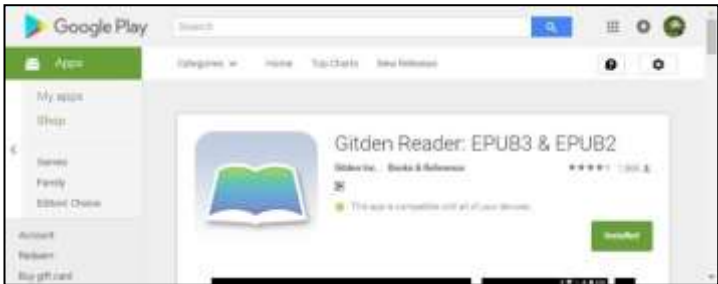 Google Play
Search
Apps
Categories
Home
Top Charts
New Releases
My apps
Shop
Games
Family
Editors' Choice
Account
Redeem
Buy gift card
Gitden Reader: EPUB3 & EPUB2
Gitden Inc. Books & Reference
This app is compatible with all of your devices.
Installed